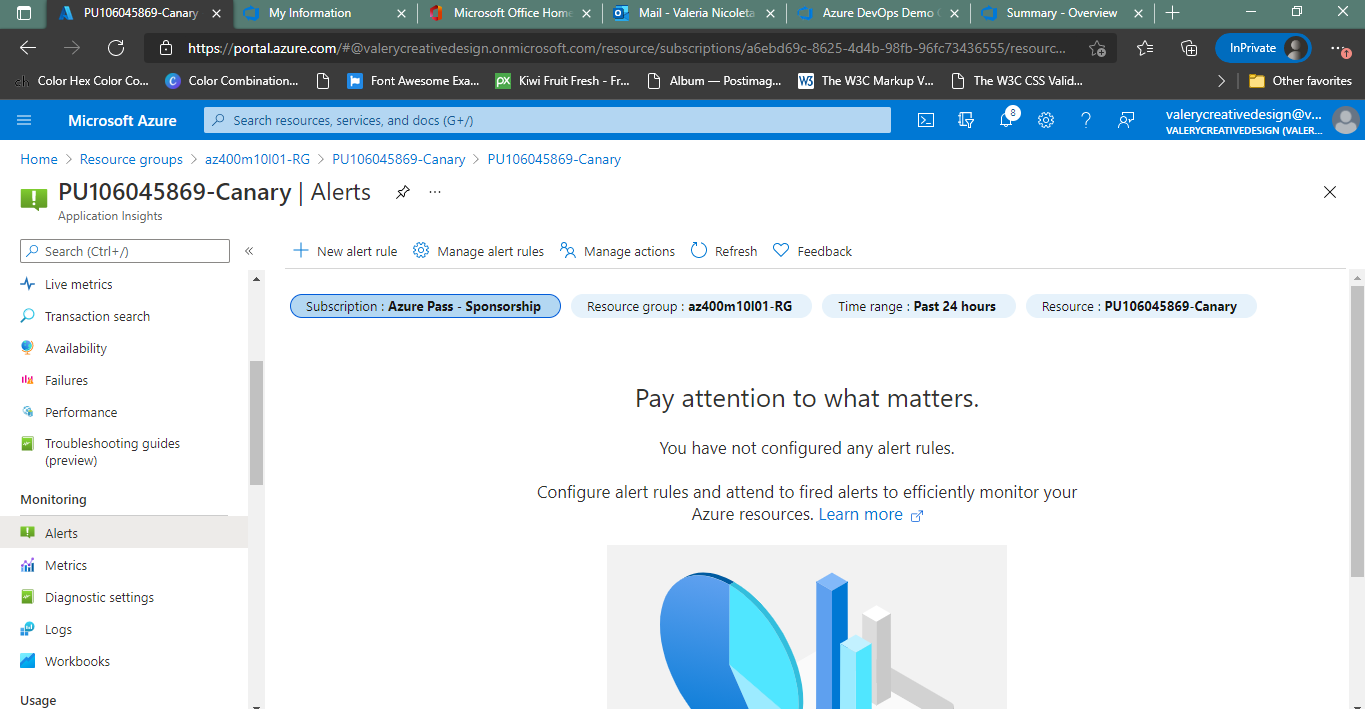 PU106045869-Canary
My Information
Microsoft Office Home
Mail - Valeria Nicoleta
Azure DevOps Demo
Summary - Overview
https://portal.azure.com/#@valerycreativedesign.onmicrosoft.com/resource/subscriptions/a6ebd69c-8625-4d4b-98fb-96fc73436555/resourc...
InPrivate
Color Hex Color Co...
Color Combination...
Font Awesome Exa...
Kiwi Fruit Fresh - Fr...
Album — Postimag...
The W3C Markup V...
The W3C CSS Valid...
Other favorites
Microsoft Azure
Search resources, services, and docs (G+/)
8
valerycreativedesign@v...
VALERYCREATIVEDESIGN (VALER...
Home > Resource groups > az400m10l01-RG > PU106045869-Canary > PU106045869-Canary
PU106045869-Canary | Alerts
Application Insights
Search (Ctrl+/)
New alert rule
Manage alert rules
Manage actions
Refresh
Feedback
Live metrics
Transaction search
Availability
Failures
Performance
Troubleshooting guides
(preview)
Monitoring
Alerts
Metrics
Diagnostic settings
Logs
Workbooks
Usage
Subscription : Azure Pass - Sponsorship
Resource group : az400m10l01-RG
Time range : Past 24 hours
Resource : PU106045869-Canary
Pay attention to what matters.
You have not configured any alert rules.
Configure alert rules and attend to fired alerts to efficiently monitor your
Azure resources. Learn more